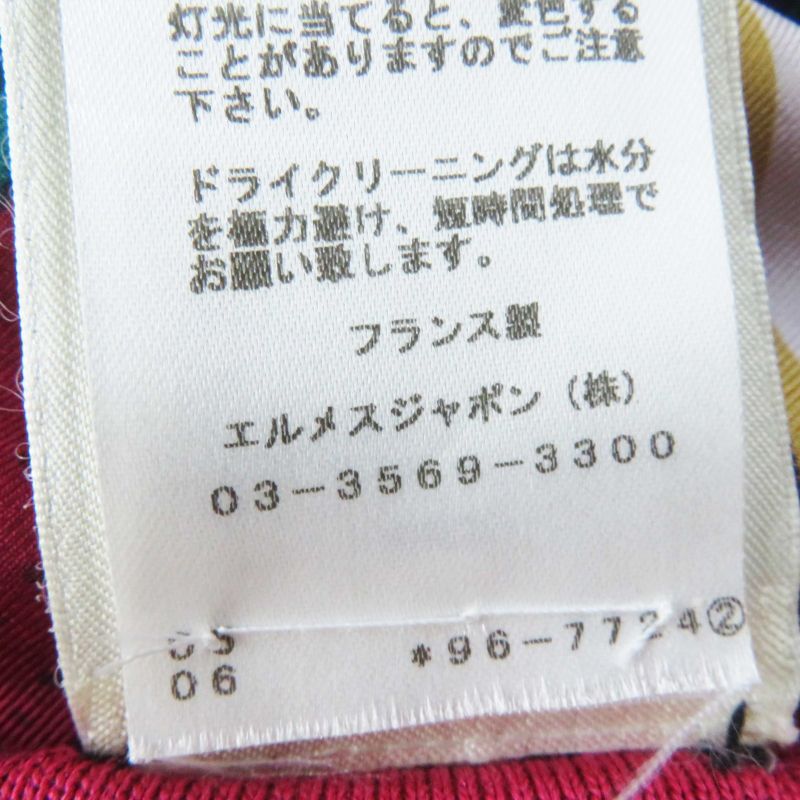 灯光に当てると、変色する
ことがありますのでご注意
下さい。
ドライクリーニングは水分
を極力避け、短時間処理で
お願い致します。
フランス製
エルメスジャポン（株）
03-3569-3300
05
06 *96-7724②